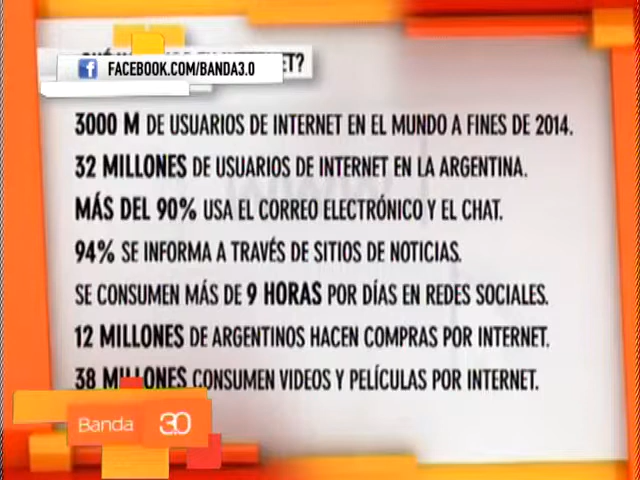 FACEBOOK.COM/BANDA3.0
ET?
3000 M DE USUARIOS DE INTERNET EN EL MUNDO A FINES DE 2014.
32 MILLONES DE USUARIOS DE INTERNET EN LA ARGENTINA.
MÁS DEL 90% USA EL CORREO ELECTRÓNICO Y EL CHAT.
94% SE INFORMA A TRAVÉS DE SITIOS DE NOTICIAS.
SE CONSUMEN MÁS DE 9 HORAS POR DÍAS EN REDES SOCIALES.
12 MILLONES DE ARGENTINOS HACEN COMPRAS POR INTERNET.
38 MILLONES CONSUMEN VIDEOS Y PELÍCULAS POR INTERNET.
Banda 3.0